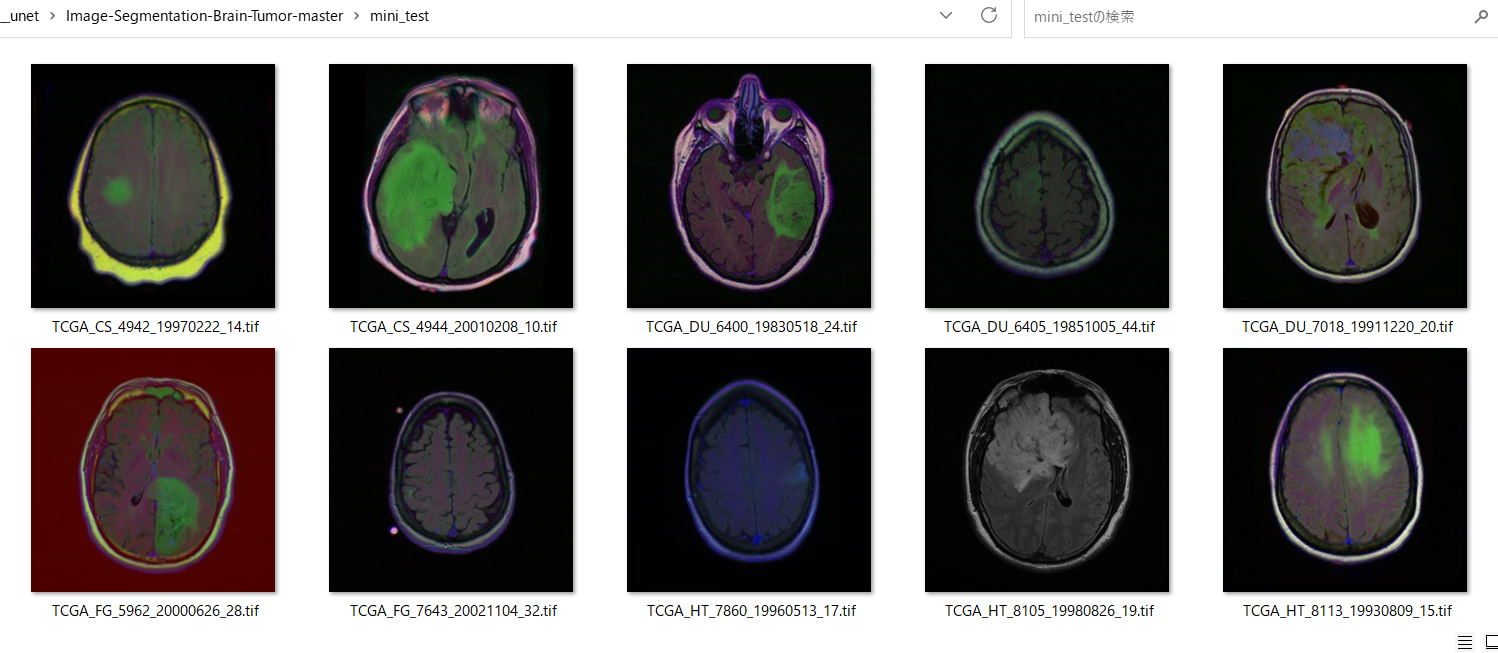 _unet > Image-Segmentation-Brain-Tumor-master > mini_test
mini_testの検索
TCGA_CS_4942_19970222_14.tif
TCGA_CS_4944_20010208_10.tif
TCGA_DU_6400_19830518_24.tif
TCGA_DU_6405_19851005_44.tif
TCGA_DU_7018_19911220_20.tif
TCGA_FG_5962_20000626_28.tif
TCGA_FG_7643_20021104_32.tif
TCGA_HT_7860_19960513_17.tif
TCGA_HT_8105_19980826_19.tif
TCGA_HT_8113_19930809_15.tif